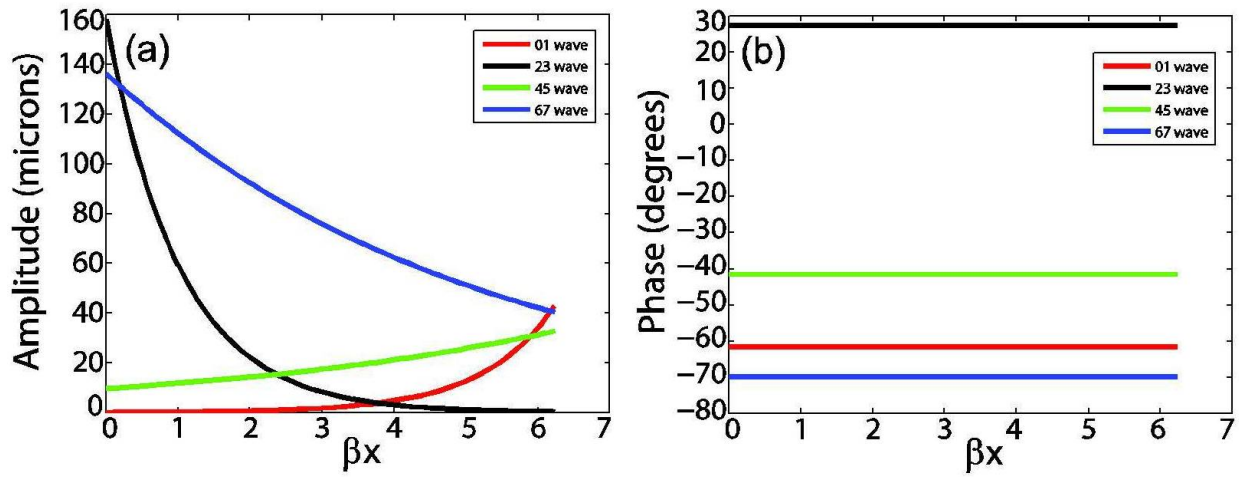 (a)
Amplitude (microns)
160
140
120
100
80
60
40
20
0
01 wave
23 wave
45 wave
67 wave
0 1 2 3 4 5 6 7
βx
(b)
Phase (degrees)
30
20
10
0
−10
−20
−30
−40
−50
−60
−70
−80
01 wave
23 wave
45 wave
67 wave
0 1 2 3 4 5 6 7
βx